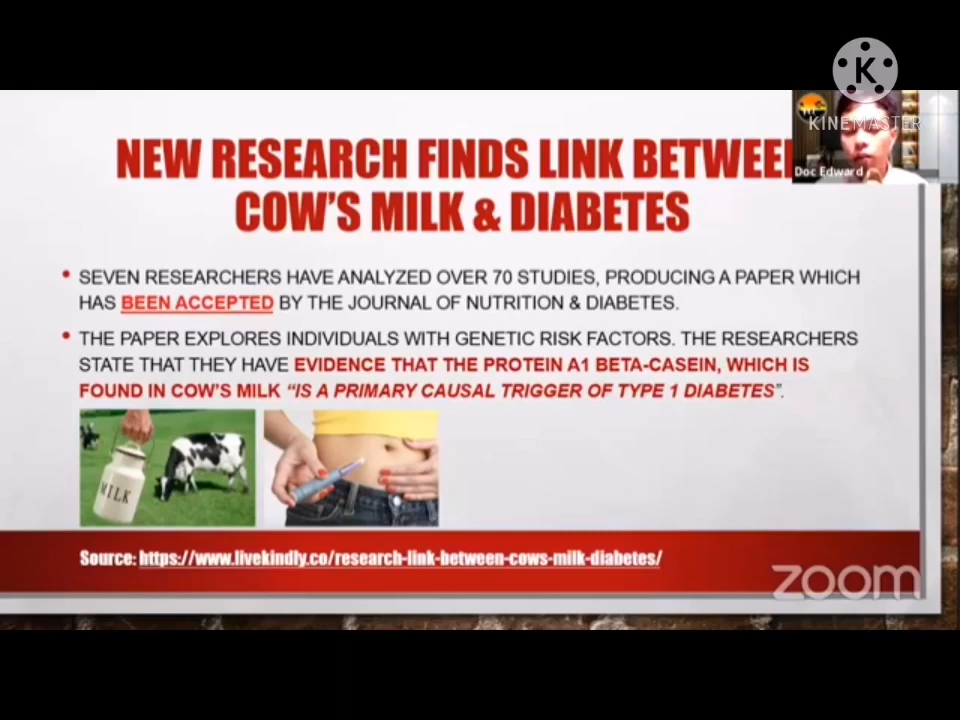 K
KINEMASTER
Doc Edward
NEW RESEARCH FINDS LINK BETWEE
COW'S MILK & DIABETES
• SEVEN RESEARCHERS HAVE ANALYZED OVER 70 STUDIES, PRODUCING A PAPER WHICH
HAS BEEN ACCEPTED BY THE JOURNAL OF NUTRITION & DIABETES.
• THE PAPER EXPLORES INDIVIDUALS WITH GENETIC RISK FACTORS. THE RESEARCHERS
STATE THAT THEY HAVE EVIDENCE THAT THE PROTEIN A1 BETA-CASEIN, WHICH IS
FOUND IN COW'S MILK "IS A PRIMARY CAUSAL TRIGGER OF TYPE 1 DIABETES".
MILK
Source: https://www.livekindly.co/research-link-between-cows-milk-diabetes/
zoom